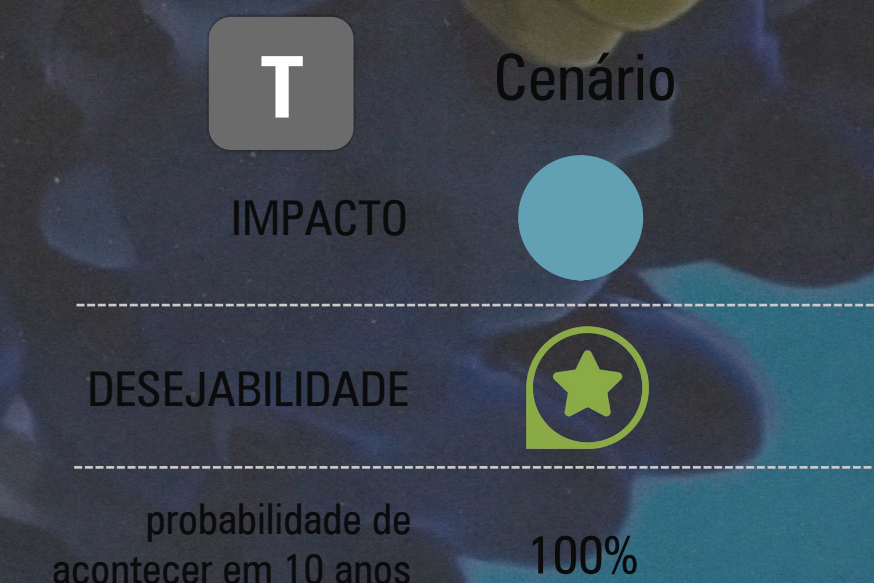 T
Cenário
IMPACTO
DESEJABILIDADE
probabilidade de
acontecer em 10 anos
100%